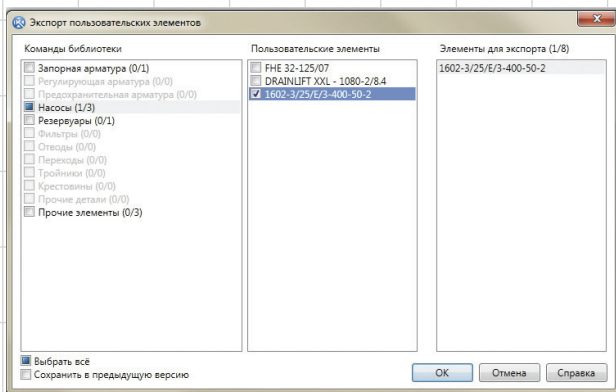 Экспорт пользовательских элементов
Команды библиотеки
Запорная арматура (0/1)
Регулирующая арматура (0/0)
Предохранительная арматура (0/0)
Насосы (1/3)
Резервуары (0/1)
Фильтры (0/0)
Отводы (0/0)
Переходы (0/0)
Тройники (0/0)
Крестовины (0/0)
Прочие детали (0/0)
Прочие элементы (0/3)
Пользовательские элементы
FHE 32-125/07
DRAINLIFT XXL - 1080-2/8.4
1602-3/25/E/3-400-50-2
Элементы для экспорта (1/8)
1602-3/25/E/3-400-50-2
Выбрать всё
Сохранить в предыдущую версию
ОК
Отмена
Справка